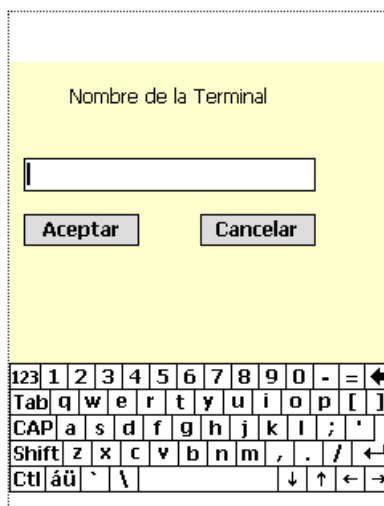 Nombre de la Terminal
Aceptar Cancelar
123 1 2 3 4 5 6 7 8 9 0 - = ←
Tab q w e r t y u i o p [ ]
CAP a s d f g h j k l ; '
Shift z x c v b n m , . / ↵
Ctl áü ` \ ↓ ↑ ← →